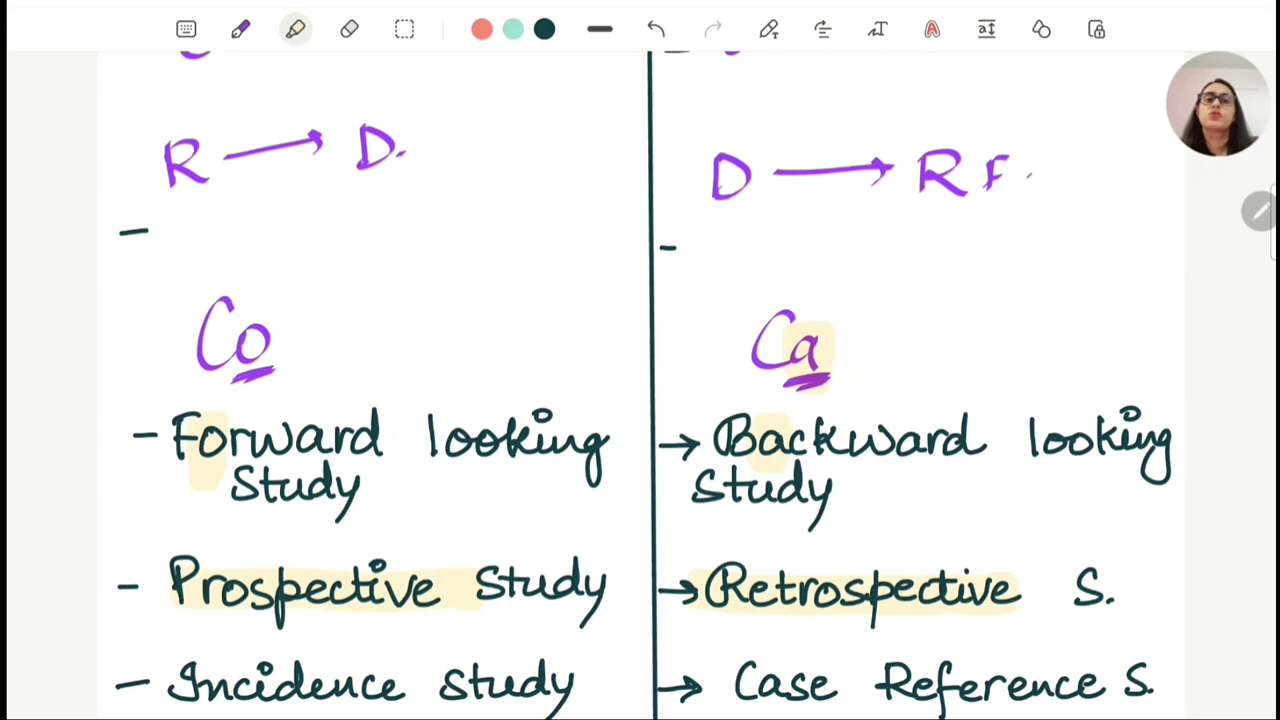 R → D.
D → RF.
Co
Ca
- Forward looking
Study
→ Backward looking
Study
- Prospective Study
→ Retrospective S.
- Incidence study
→ Case Reference S.